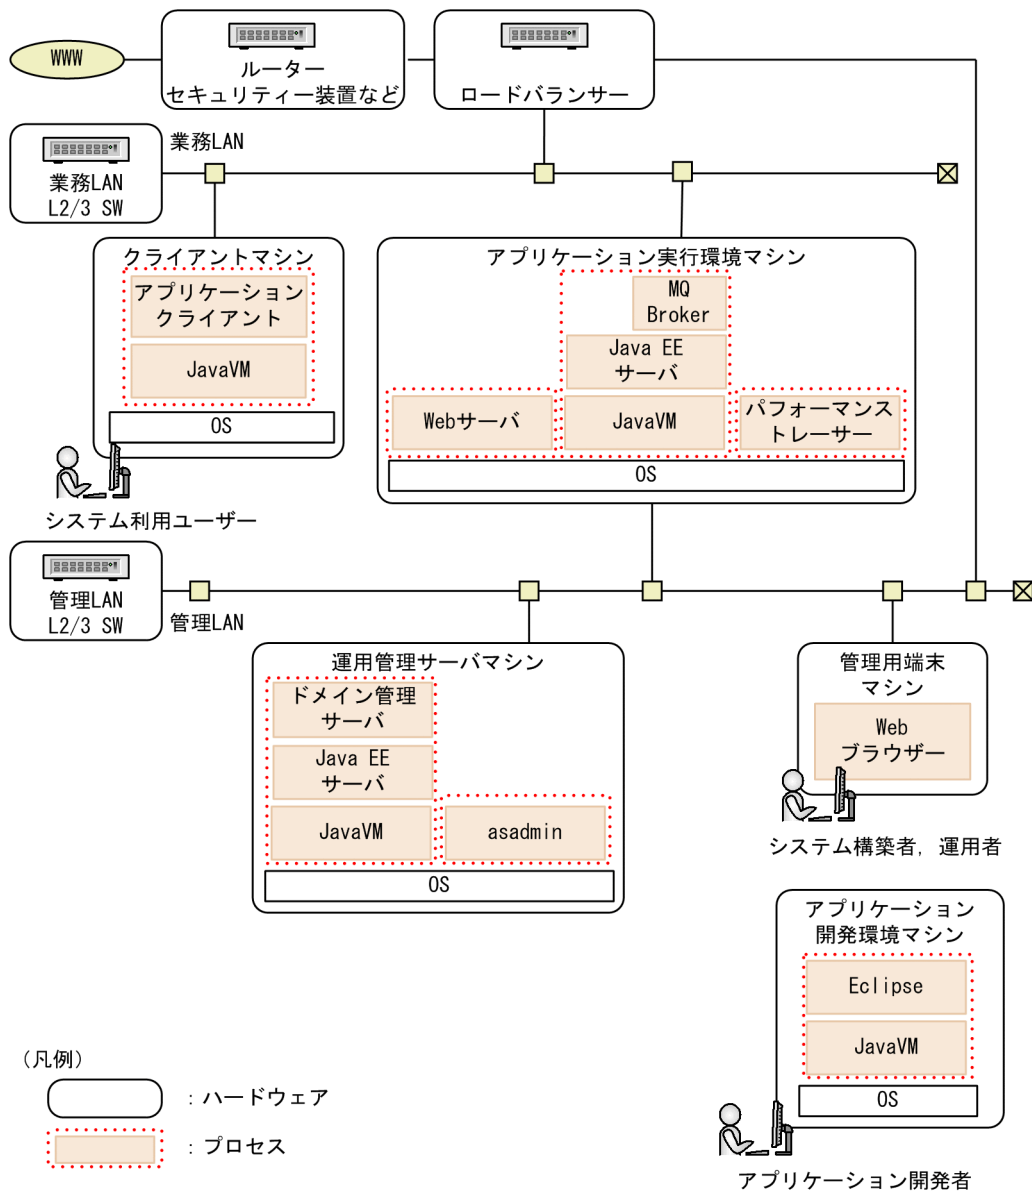 WWW
ルーター
セキュリティー装置など
ロードバランサー
業務LAN
業務LAN
L2/3 SW
クライアントマシン
アプリケーション
クライアント
JavaVM
OS
システム利用ユーザー
アプリケーション実行環境マシン
MQ
Broker
Java EE
サーバ
Webサーバ
JavaVM
パフォーマンス
トレーサー
OS
管理LAN
L2/3 SW
管理LAN
運用管理サーバマシン
ドメイン管理
サーバ
Java EE
サーバ
JavaVM
asadmin
OS
管理用端末
マシン
Web
ブラウザー
システム構築者，運用者
アプリケーション
開発環境マシン
Eclipse
JavaVM
OS
アプリケーション開発者
（凡例）
：ハードウェア
：プロセス